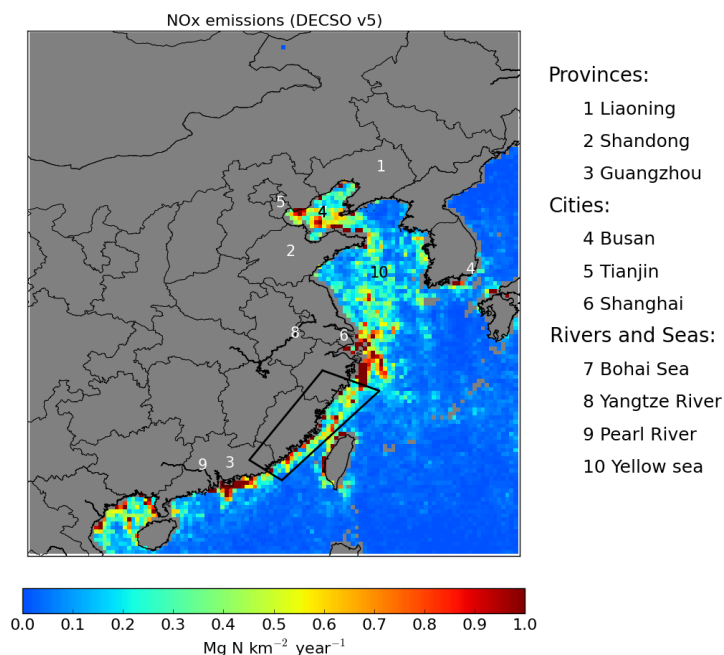 NOx emissions (DECSO v5)
1
5
4
2
4
10
8
6
9
3
Provinces:
1 Liaoning
2 Shandong
3 Guangzhou
Cities:
4 Busan
5 Tianjin
6 Shanghai
Rivers and Seas:
7 Bohai Sea
8 Yangtze River
9 Pearl River
10 Yellow sea
0.0 0.1 0.2 0.3 0.4 0.5 0.6 0.7 0.8 0.9 1.0
Mg N km⁻² year⁻¹